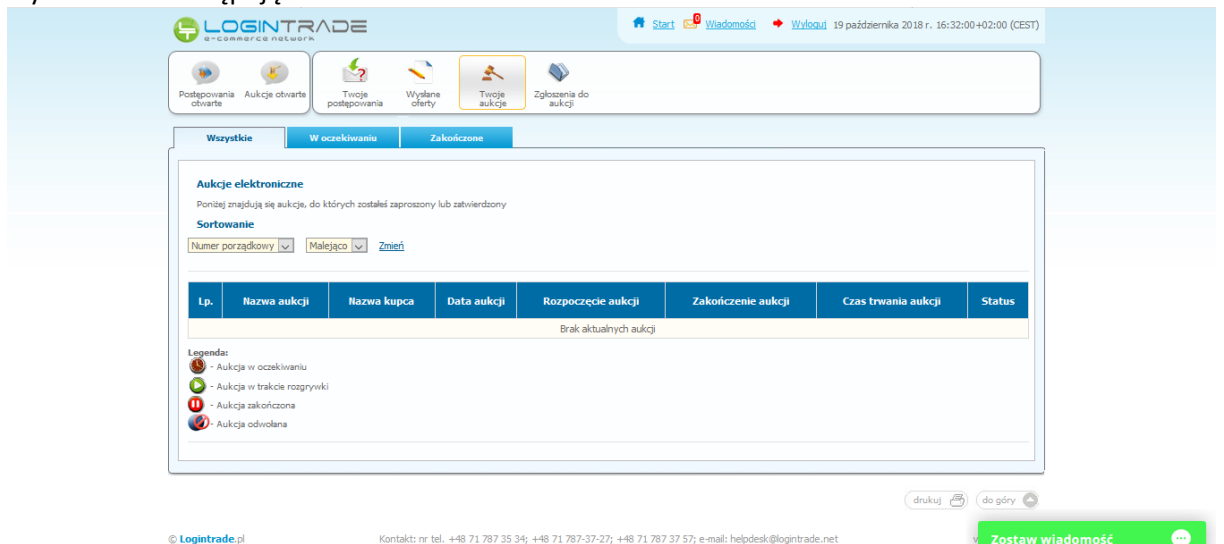 LOGINTRADE
e-commerce network
Start 0 Wiadomości Wyloguj 19 października 2018 r. 16:32:00+02:00 (CEST)
Postępowania otwarte
Aukcje otwarte
Twoje postępowania
Wysłane oferty
Twoje aukcje
Zgłoszenia do aukcji
Wszystkie W oczekiwaniu Zakończone
Aukcje elektroniczne
Poniżej znajdują się aukcje, do których zostałeś zaproszony lub zatwierdzony
Sortowanie
Numer porządkowy Malejąco Zmień
Lp. Nazwa aukcji Nazwa kupca Data aukcji Rozpoczęcie aukcji Zakończenie aukcji Czas trwania aukcji Status
Brak aktualnych aukcji
Legenda:
- Aukcja w oczekiwaniu
- Aukcja w trakcie rozgrywki
- Aukcja zakończona
- Aukcja odwołana
drukuj do góry
© Logintrade.pl Kontakt: nr tel. +48 71 787 35 34; +48 71 787-37-27; +48 71 787 37 57; e-mail: helpdesk@logintrade.net
Zostaw wiadomość